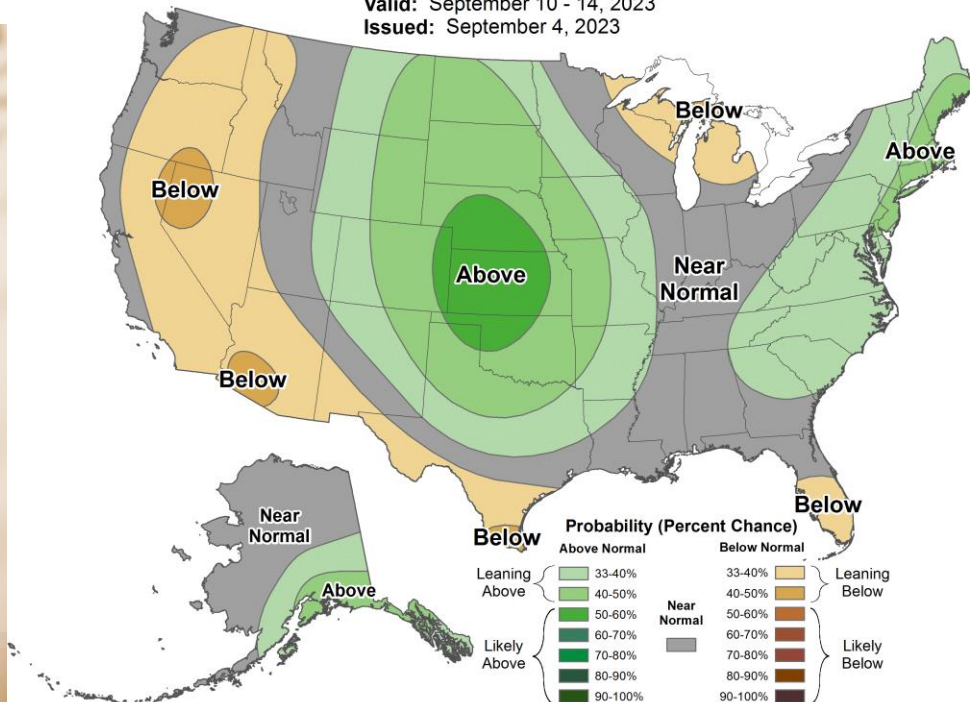 Valid: September 10 - 14, 2023
Issued: September 4, 2023
Below
Above
Below
Above
Near
Normal
Below
Near
Normal
Above
Below
Below
Probability (Percent Chance)
Above Normal
Below Normal
Leaning
Above
33-40%
40-50%
Likely
Above
50-60%
60-70%
70-80%
80-90%
90-100%
Near
Normal
33-40%
40-50%
Leaning
Below
50-60%
60-70%
70-80%
80-90%
90-100%
Likely
Below